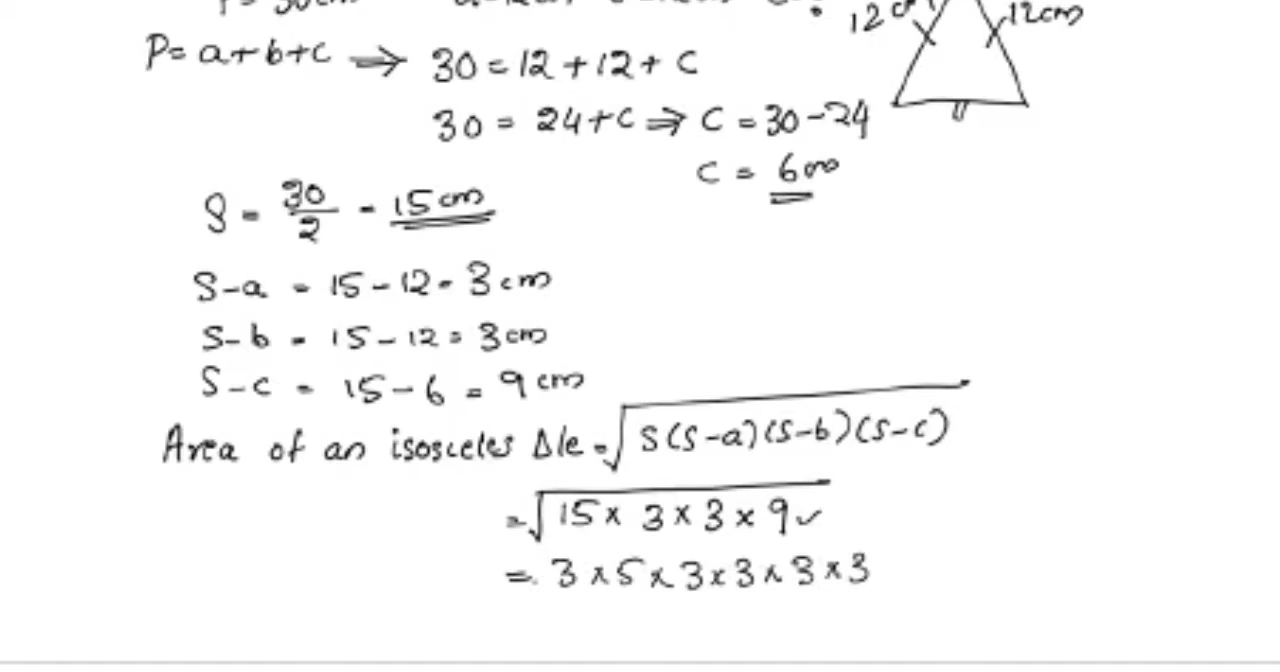 12cm 12cm
P= a+b+c ⇒ 30 = 12+12+ C
30 = 24+C ⇒ C = 30-24
C = 6cm
S = 30/2 = 15cm
S-a = 15-12 = 3cm
S-b = 15-12 = 3cm
S-c = 15-6 = 9cm
Area of an isosceles Δle = √S(S-a)(S-b)(S-c)
= √15× 3×3×9
= 3×5×3×3×3×3